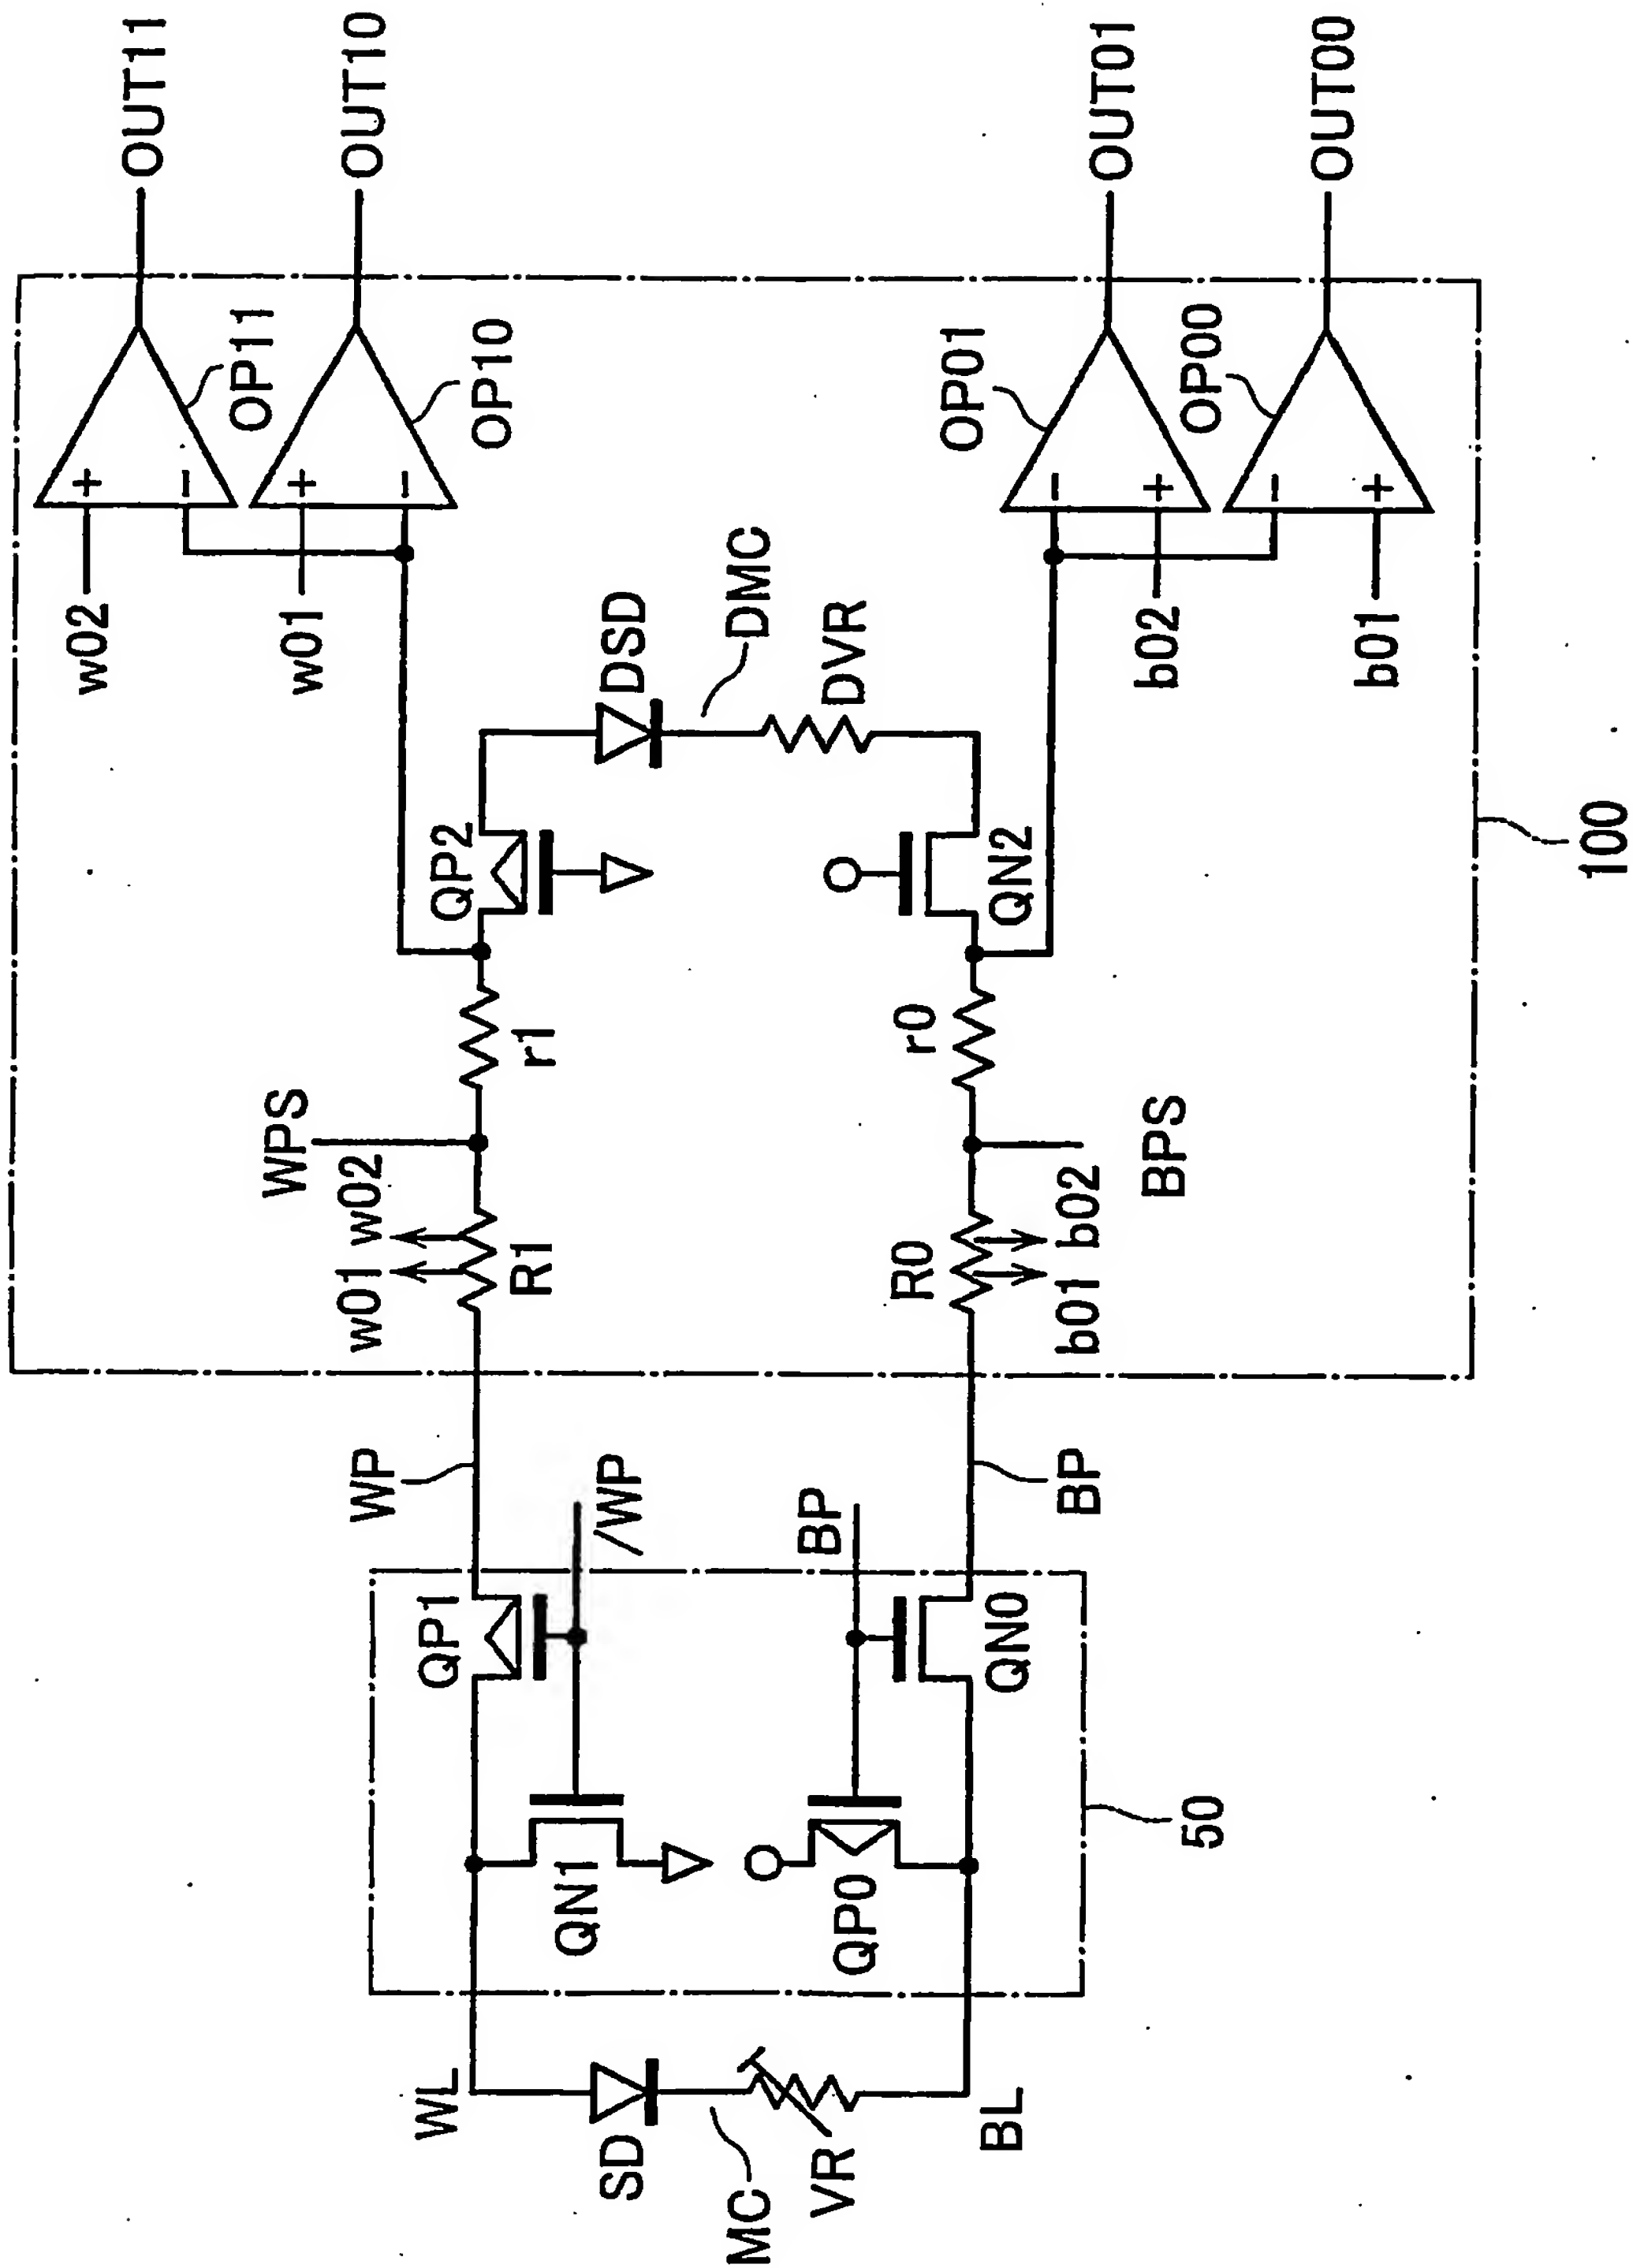 OUT11
OUT10
OUT01
OUT00
OP11
OP10
OP01
OP00
+
-
+
-
-
+
-
+
w02
w01
b02
b01
DSD
DMC
DVR
QP2
QN2
r1
r0
100
WPS
BPS
w01 w02
R1
R0
b01 b02
WP
/WP
BP
BP
QP1
QN0
QN1
QP0
50
WL
SD
MC
VR
BL